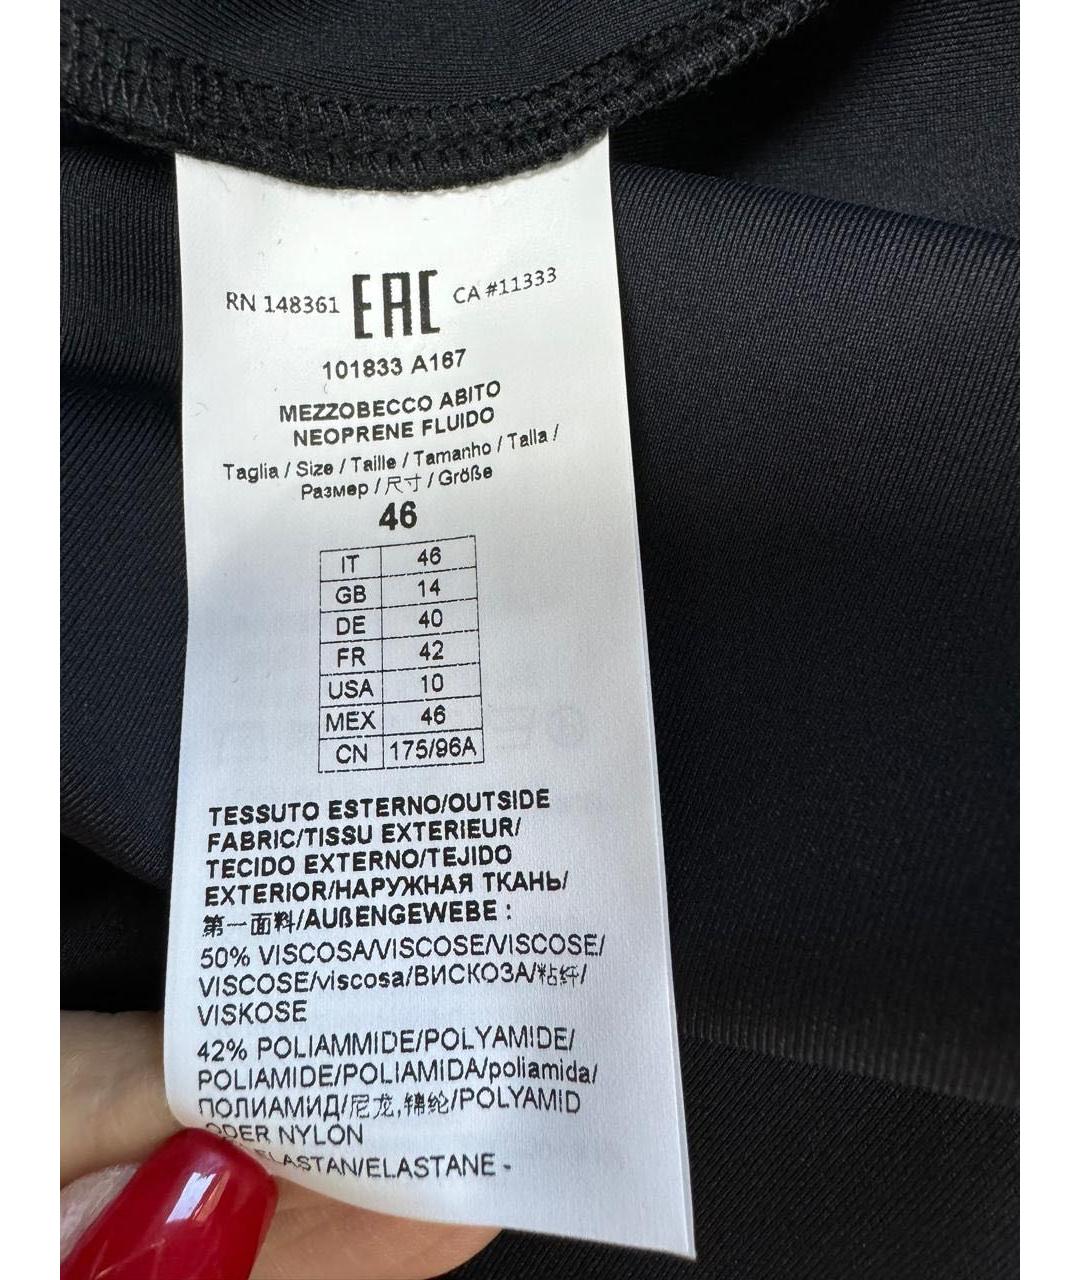 RN 148361 EAC CA #11333
101833 A167
MEZZOBECCO ABITO
NEOPRENE FLUIDO
Taglia / Size / Taille / Tamanho / Talla /
Размер / 尺寸 / Größe
46
IT 46
GB 14
DE 40
FR 42
USA 10
MEX 46
CN 175/96A
TESSUTO ESTERNO/OUTSIDE
FABRIC/TISSU EXTERIEUR/
TECIDO EXTERNO/TEJIDO
EXTERIOR/НАРУЖНАЯ ТКАНЬ/
第一面料/AUßENGEWEBE :
50% VISCOSA/VISCOSE/VISCOSE/
VISCOSE/viscosa/ВИСКОЗА/粘纤/
VISKOSE
42% POLIAMMIDE/POLYAMIDE/
POLIAMIDE/POLIAMIDA/poliamida/
ПОЛИАМИД/尼龙,锦纶/POLYAMID
ODER NYLON
ELASTAN/ELASTANE -